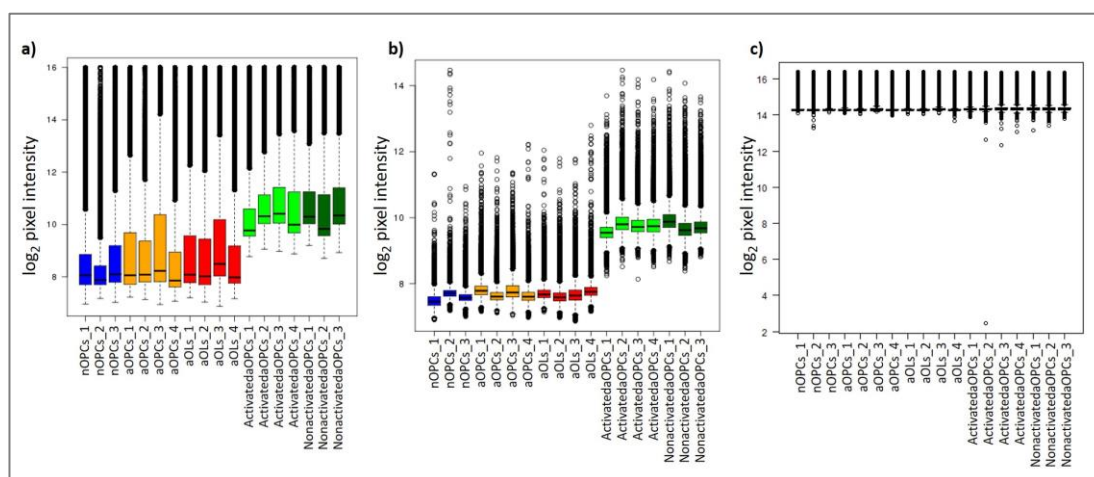 a)
log2 pixel intensity
16
14
12
10
8
nOPCs_1
nOPCs_2
nOPCs_3
aOPCs_1
aOPCs_2
aOPCs_3
aOPCs_4
aOLs_1
aOLs_2
aOLs_3
aOLs_4
ActivatedaOPCs_1
ActivatedaOPCs_2
ActivatedaOPCs_3
ActivatedaOPCs_4
NonactivatedaOPCs_1
NonactivatedaOPCs_2
NonactivatedaOPCs_3
b)
log2 pixel intensity
14
12
10
8
7
nOPCs_1
nOPCs_2
nOPCs_3
aOPCs_1
aOPCs_2
aOPCs_3
aOPCs_4
aOLs_1
aOLs_2
aOLs_3
aOLs_4
ActivatedaOPCs_1
ActivatedaOPCs_2
ActivatedaOPCs_3
ActivatedaOPCs_4
NonactivatedaOPCs_1
NonactivatedaOPCs_2
NonactivatedaOPCs_3
c)
log2 pixel intensity
16
14
12
10
8
6
4
2
nOPCs_1
nOPCs_2
nOPCs_3
aOPCs_1
aOPCs_2
aOPCs_3
aOPCs_4
aOLs_1
aOLs_2
aOLs_3
aOLs_4
ActivatedaOPCs_1
ActivatedaOPCs_2
ActivatedaOPCs_3
ActivatedaOPCs_4
NonactivatedaOPCs_1
NonactivatedaOPCs_2
NonactivatedaOPCs_3